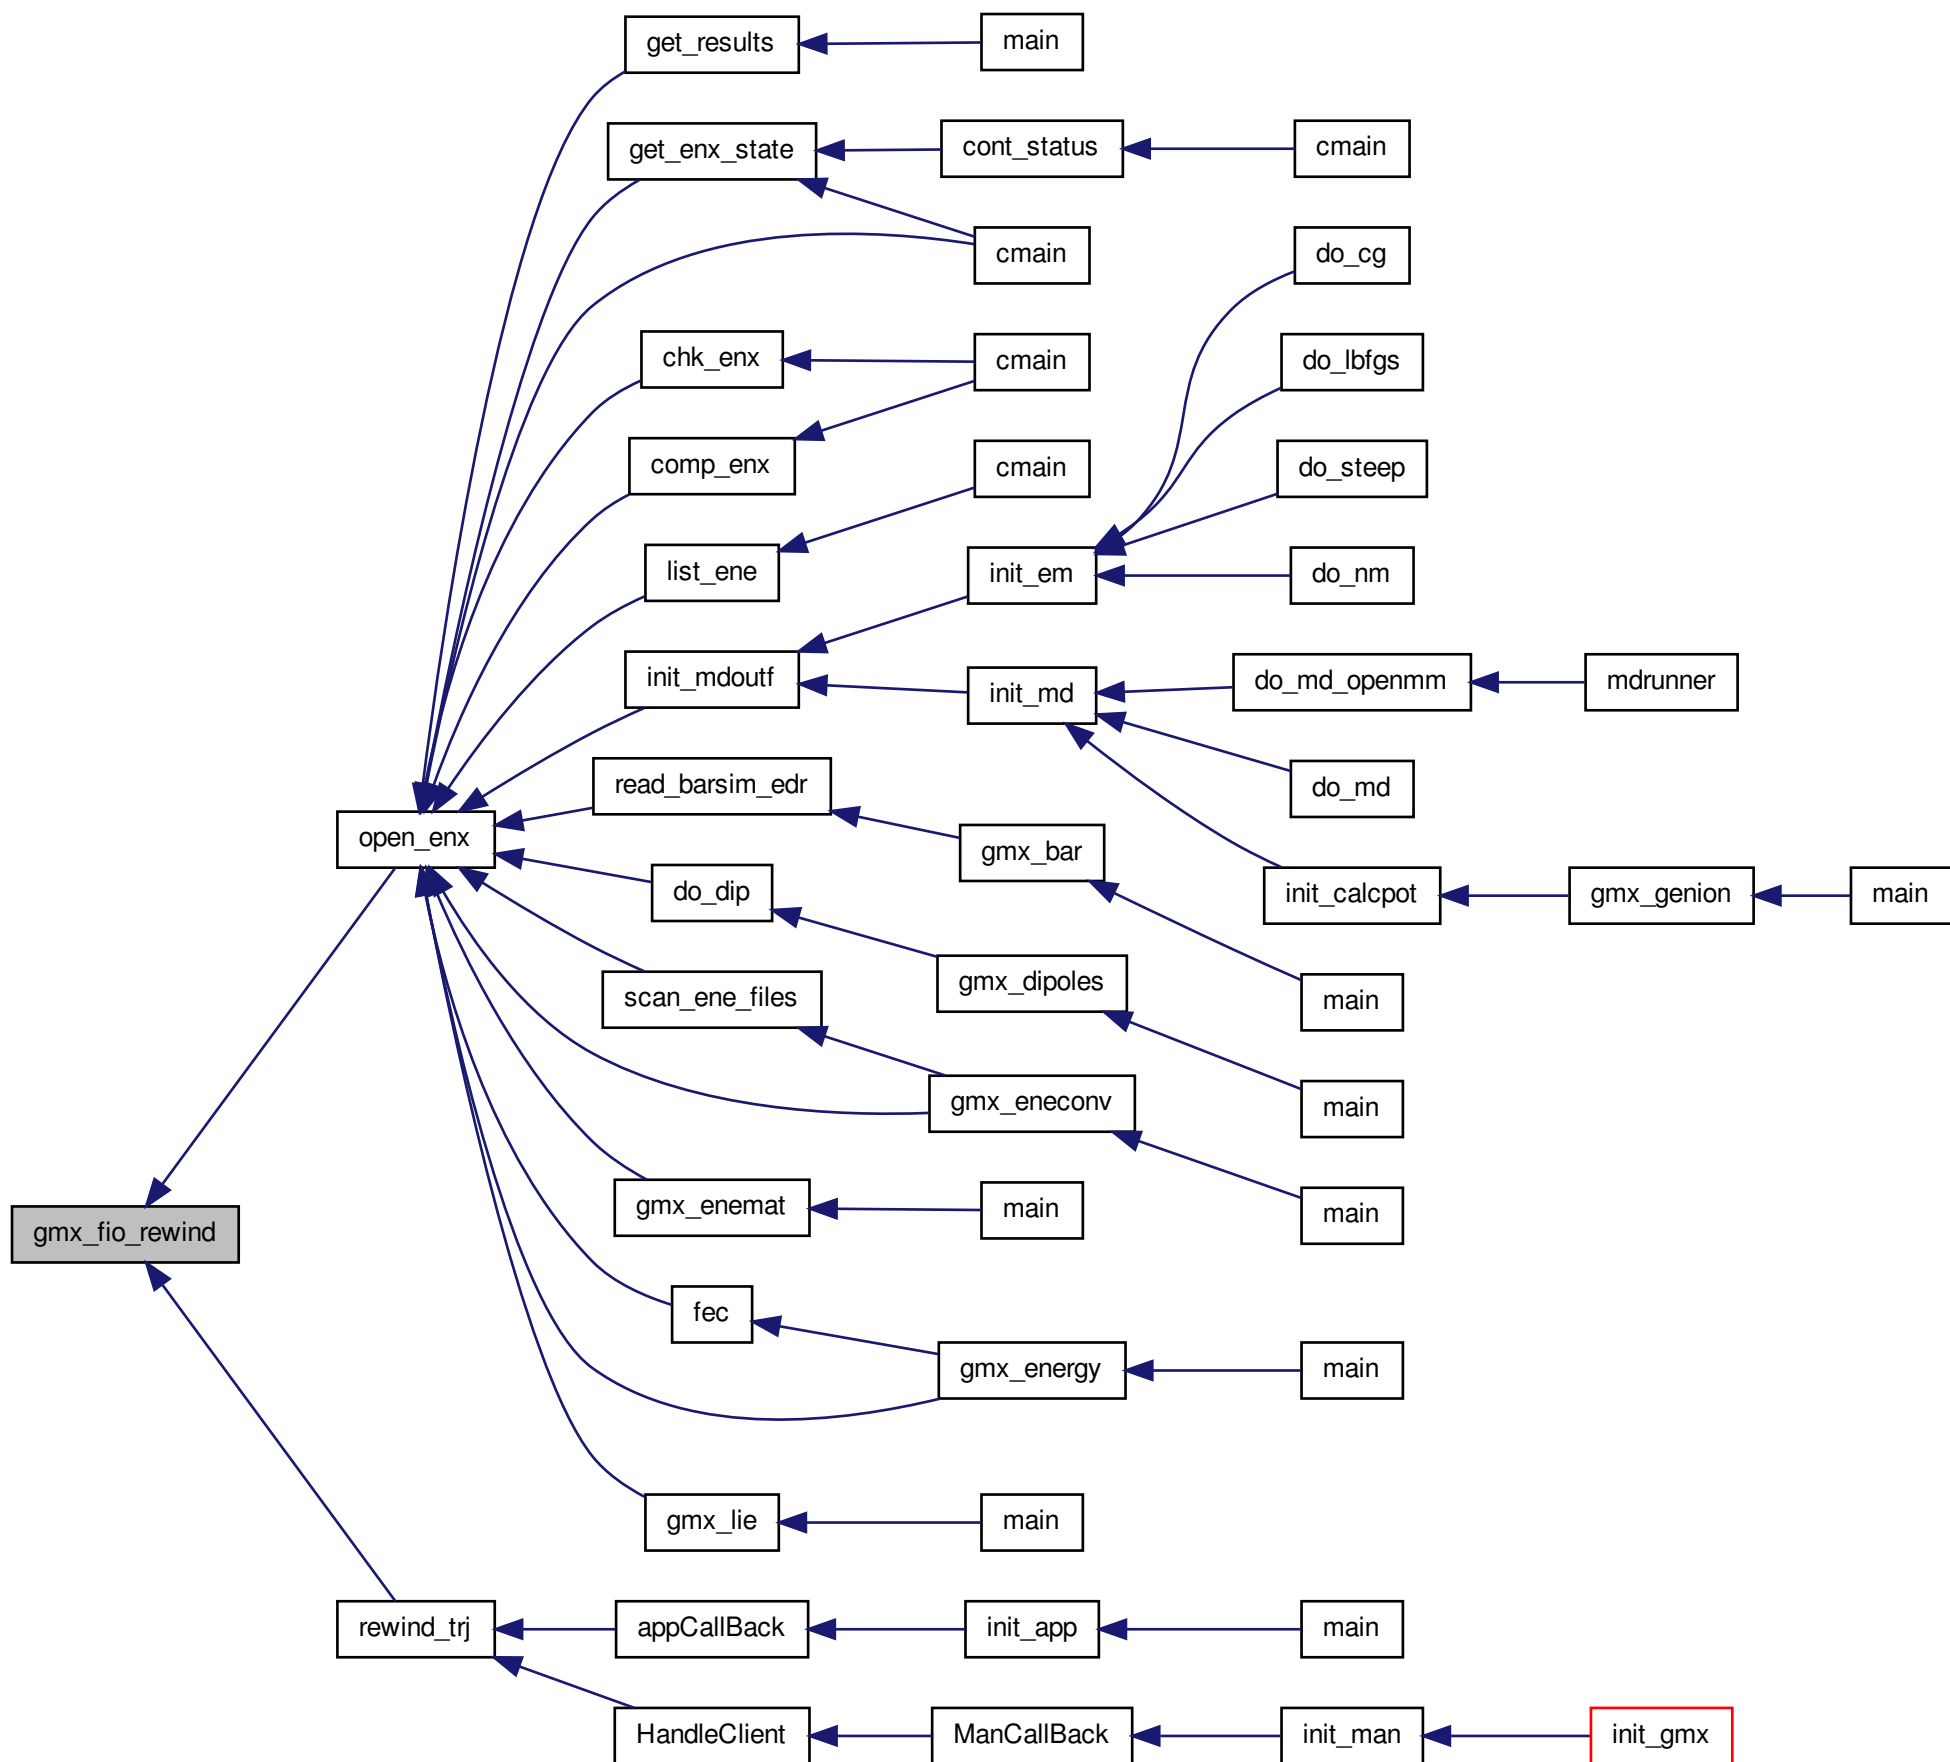 get_results
main
get_enx_state
cont_status
cmain
cmain
do_cg
chk_enx
cmain
do_lbfgs
comp_enx
cmain
do_steep
list_ene
init_em
do_nm
init_mdoutf
init_md
do_md_openmm
mdrunner
read_barsim_edr
do_md
open_enx
gmx_bar
do_dip
init_calcpot
gmx_genion
main
scan_ene_files
gmx_dipoles
main
gmx_eneconv
main
gmx_enemat
main
main
gmx_fio_rewind
fec
gmx_energy
main
gmx_lie
main
rewind_trj
appCallBack
init_app
main
HandleClient
ManCallBack
init_man
init_gmx